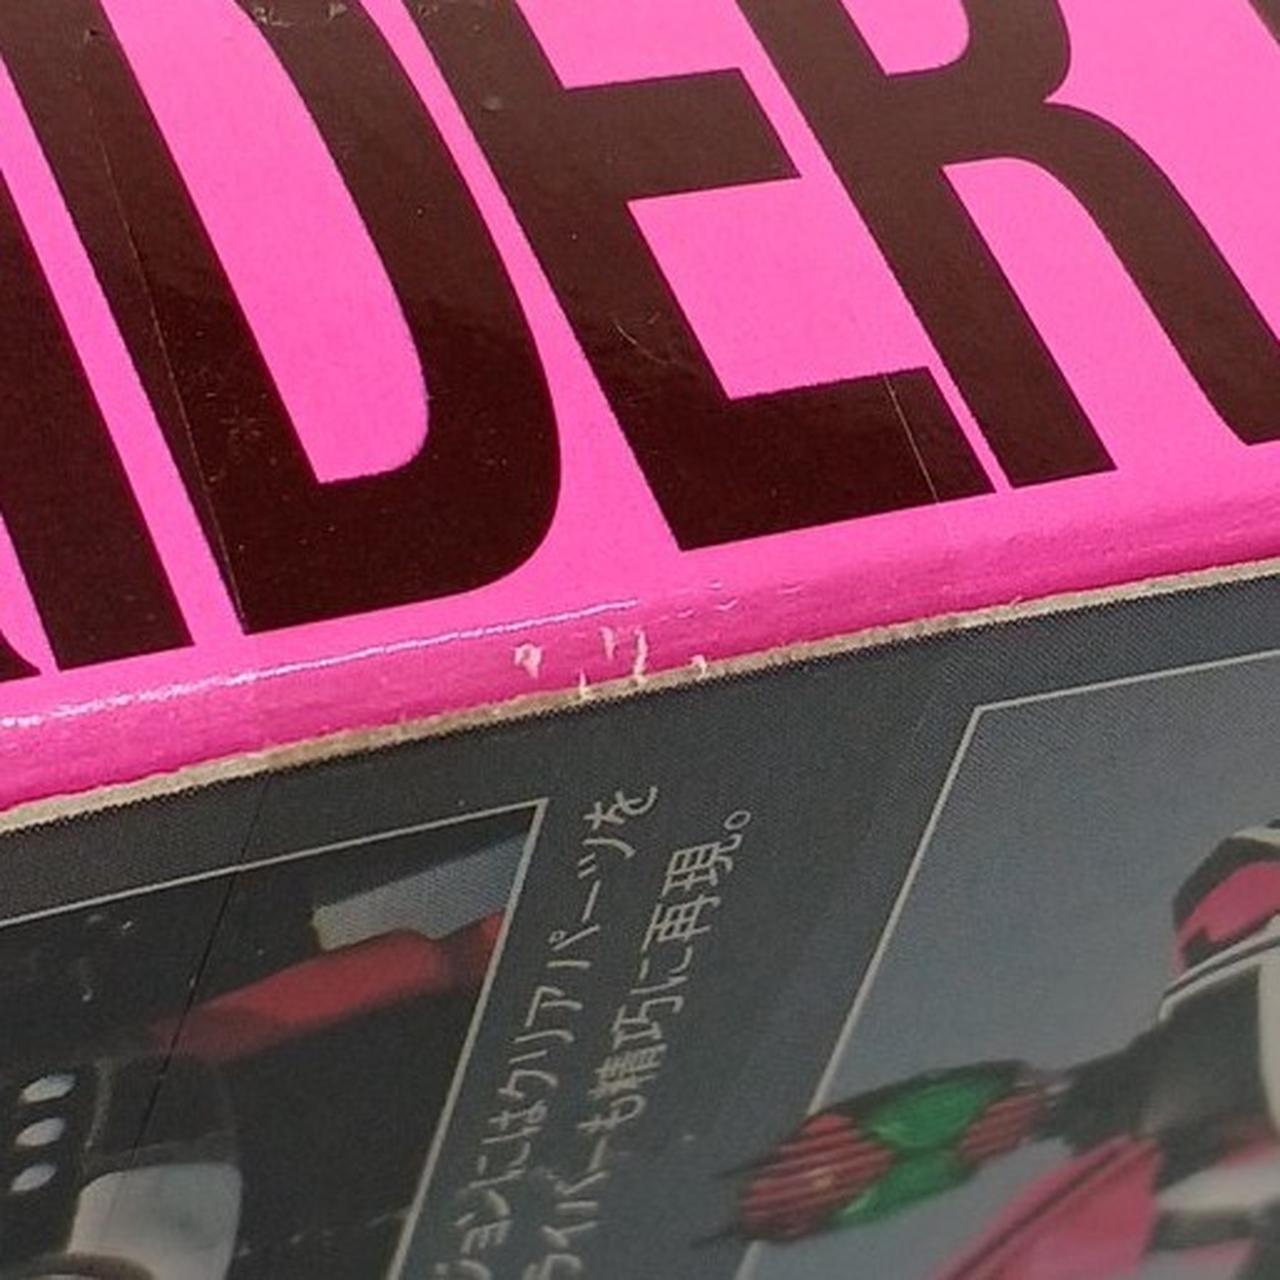 IDER
ジョンにはクリアパーツを
ライバーも精巧に再現。